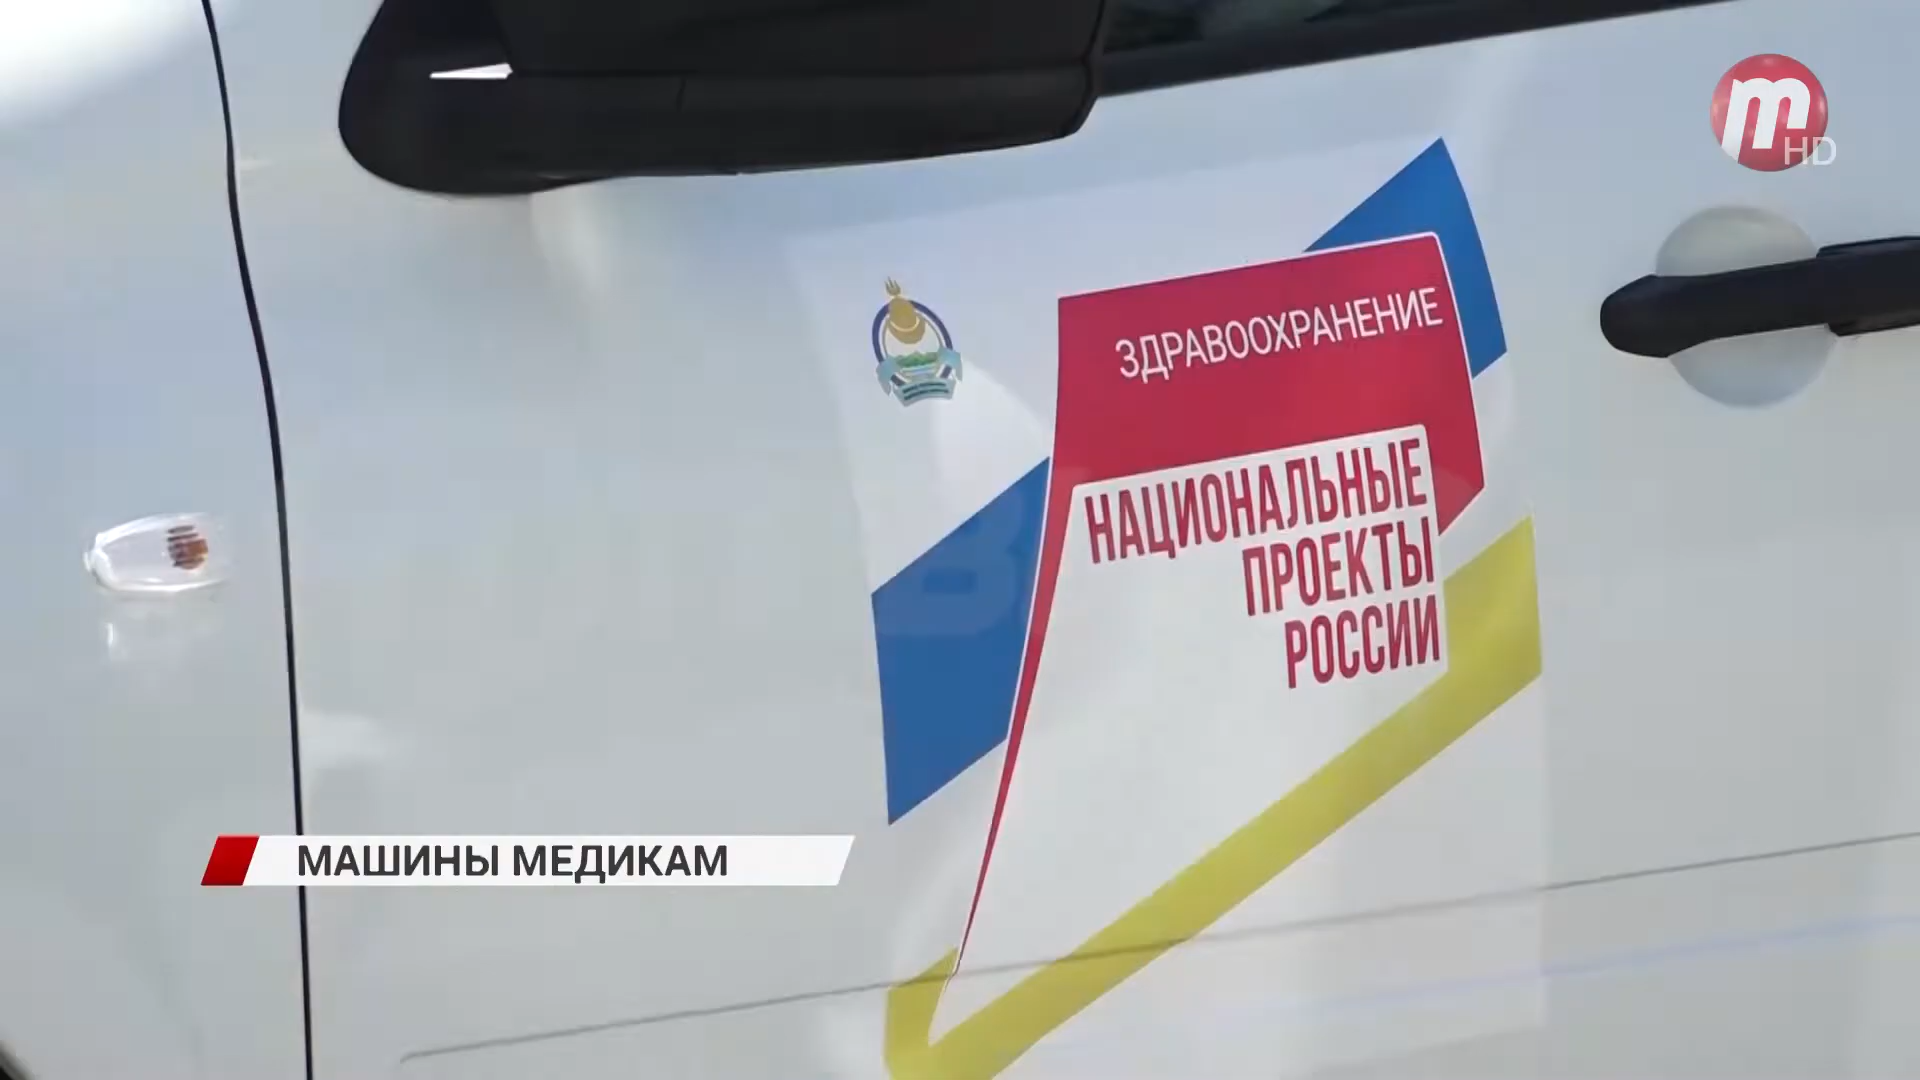 m HD
ЗДРАВООХРАНЕНИЕ
НАЦИОНАЛЬНЫЕ
ПРОЕКТЫ
РОССИИ
МАШИНЫ МЕДИКАМ